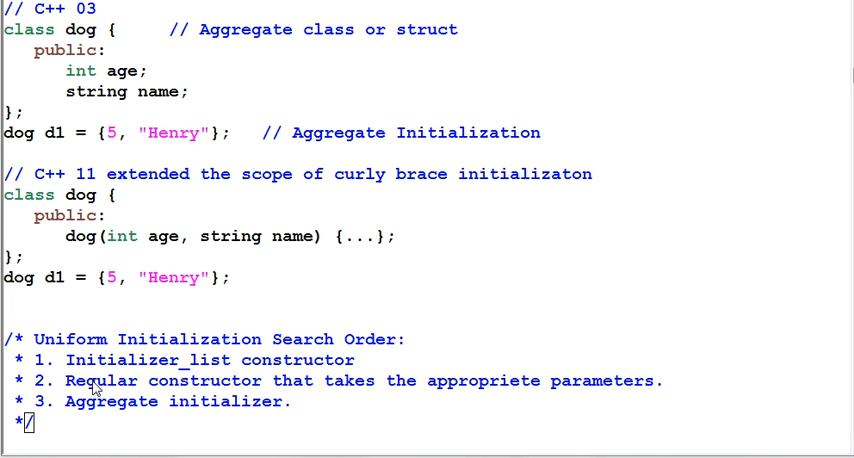 // C++ 03
class dog {     // Aggregate class or struct
   public:
      int age;
      string name;
};
dog d1 = {5, "Henry"};   // Aggregate Initialization

// C++ 11 extended the scope of curly brace initializaton
class dog {
   public:
      dog(int age, string name) {...};
};
dog d1 = {5, "Henry"};

/* Uniform Initialization Search Order:
 * 1. Initializer_list constructor
 * 2. Regular constructor that takes the appropriete parameters.
 * 3. Aggregate initializer.
 */